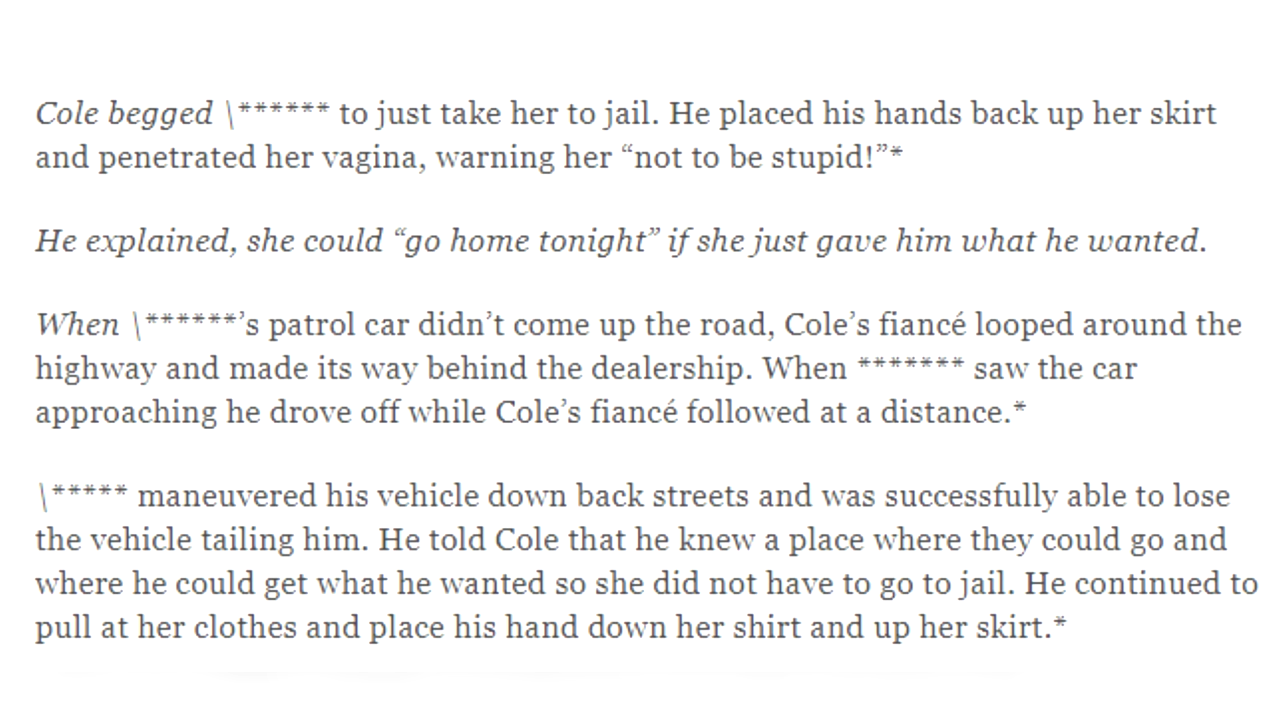 Cole begged \****** to just take her to jail. He placed his hands back up her skirt
and penetrated her vagina, warning her “not to be stupid!”*
He explained, she could “go home tonight” if she just gave him what he wanted.
When \******’s patrol car didn’t come up the road, Cole’s fiancé looped around the
highway and made its way behind the dealership. When ******* saw the car
approaching he drove off while Cole’s fiancé followed at a distance.*
\***** maneuvered his vehicle down back streets and was successfully able to lose
the vehicle tailing him. He told Cole that he knew a place where they could go and
where he could get what he wanted so she did not have to go to jail. He continued to
pull at her clothes and place his hand down her shirt and up her skirt.*